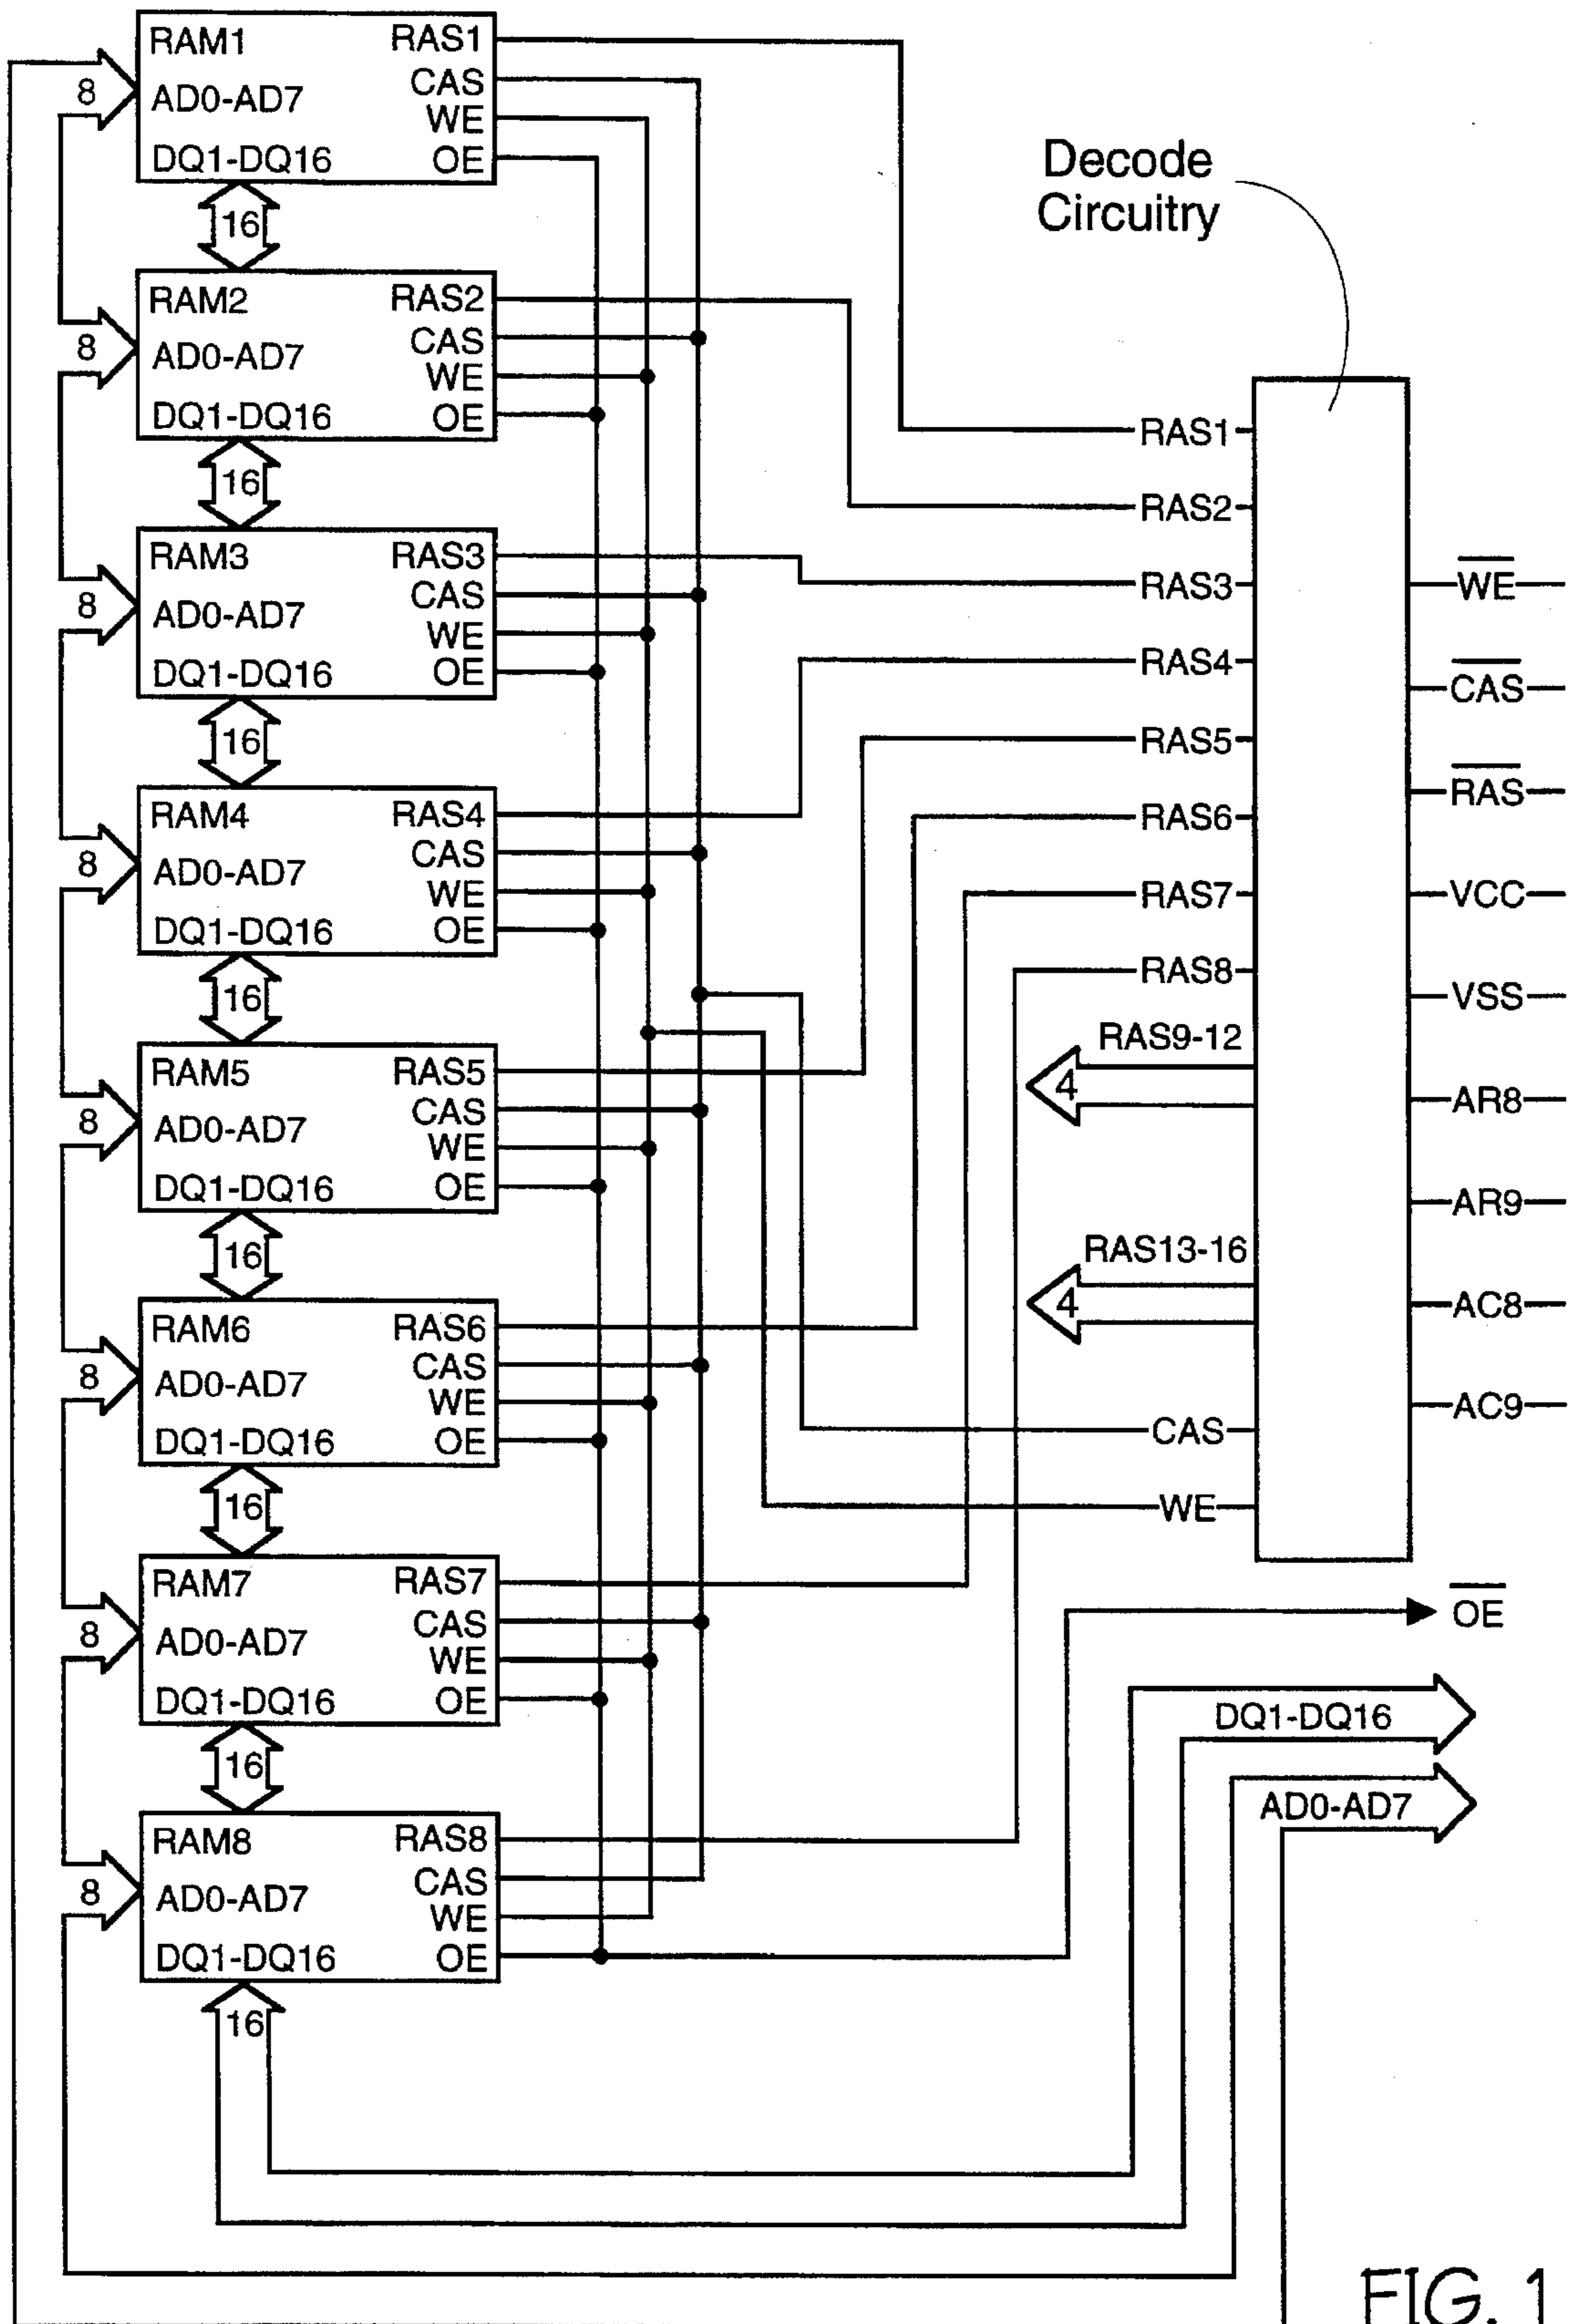 RAM1 RAS1
CAS
8 AD0-AD7 WE
DQ1-DQ16 OE
16
RAM2 RAS2
CAS
8 AD0-AD7 WE
DQ1-DQ16 OE
16
RAM3 RAS3
CAS
8 AD0-AD7 WE
DQ1-DQ16 OE
16
RAM4 RAS4
CAS
8 AD0-AD7 WE
DQ1-DQ16 OE
16
RAM5 RAS5
CAS
8 AD0-AD7 WE
DQ1-DQ16 OE
16
RAM6 RAS6
CAS
8 AD0-AD7 WE
DQ1-DQ16 OE
16
RAM7 RAS7
CAS
8 AD0-AD7 WE
DQ1-DQ16 OE
16
RAM8 RAS8
CAS
8 AD0-AD7 WE
DQ1-DQ16 OE
16
Decode
Circuitry
RAS1
RAS2
RAS3
RAS4
RAS5
RAS6
RAS7
RAS8
RAS9-12
4
RAS13-16
4
CAS
WE
W̅E̅
C̅A̅S̅
R̅A̅S̅
VCC
VSS
AR8
AR9
AC8
AC9
O̅E̅
DQ1-DQ16
AD0-AD7
FIG. 1